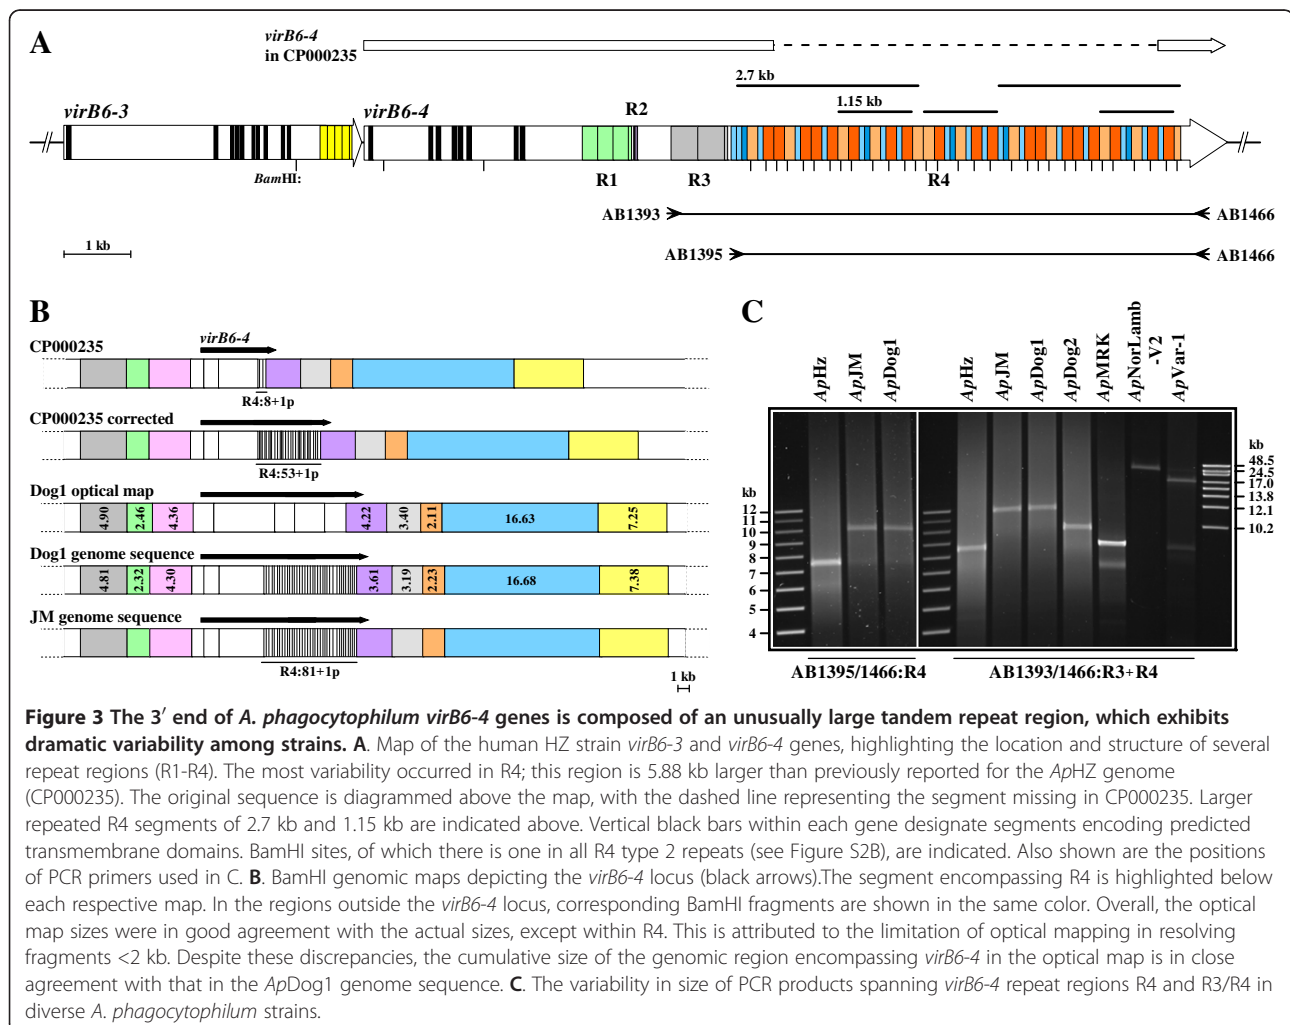 A
virB6-4
in CP000235
2.7 kb
1.15 kb
virB6-3
virB6-4
R2
BamHI:
R1
R3
R4
AB1393
AB1466
1 kb
AB1395
AB1466
B
virB6-4
CP000235
R4:8+1p
CP000235 corrected
R4:53+1p
Dog1 optical map
4.90
2.46
4.36
4.22
3.40
2.11
16.63
7.25
Dog1 genome sequence
4.81
2.32
4.30
3.61
3.19
2.23
16.68
7.38
JM genome sequence
R4:81+1p
1 kb
C
ApHz
ApJM
ApDog1
ApHz
ApJM
ApDog1
ApDog2
ApMRK
ApNorLamb
-V2
ApVar-1
kb
12
11
10
9
8
7
6
5
4
kb
48.5
24.5
17.0
13.8
12.1
10.2
AB1395/1466:R4
AB1393/1466:R3+R4
Figure 3 The 3′ end of A. phagocytophilum virB6-4 genes is composed of an unusually large tandem repeat region, which exhibits
dramatic variability among strains. A. Map of the human HZ strain virB6-3 and virB6-4 genes, highlighting the location and structure of several
repeat regions (R1-R4). The most variability occurred in R4; this region is 5.88 kb larger than previously reported for the ApHZ genome
(CP000235). The original sequence is diagrammed above the map, with the dashed line representing the segment missing in CP000235. Larger
repeated R4 segments of 2.7 kb and 1.15 kb are indicated above. Vertical black bars within each gene designate segments encoding predicted
transmembrane domains. BamHI sites, of which there is one in all R4 type 2 repeats (see Figure S2B), are indicated. Also shown are the positions
of PCR primers used in C. B. BamHI genomic maps depicting the virB6-4 locus (black arrows).The segment encompassing R4 is highlighted below
each respective map. In the regions outside the virB6-4 locus, corresponding BamHI fragments are shown in the same color. Overall, the optical
map sizes were in good agreement with the actual sizes, except within R4. This is attributed to the limitation of optical mapping in resolving
fragments <2 kb. Despite these discrepancies, the cumulative size of the genomic region encompassing virB6-4 in the optical map is in close
agreement with that in the ApDog1 genome sequence. C. The variability in size of PCR products spanning virB6-4 repeat regions R4 and R3/R4 in
diverse A. phagocytophilum strains.